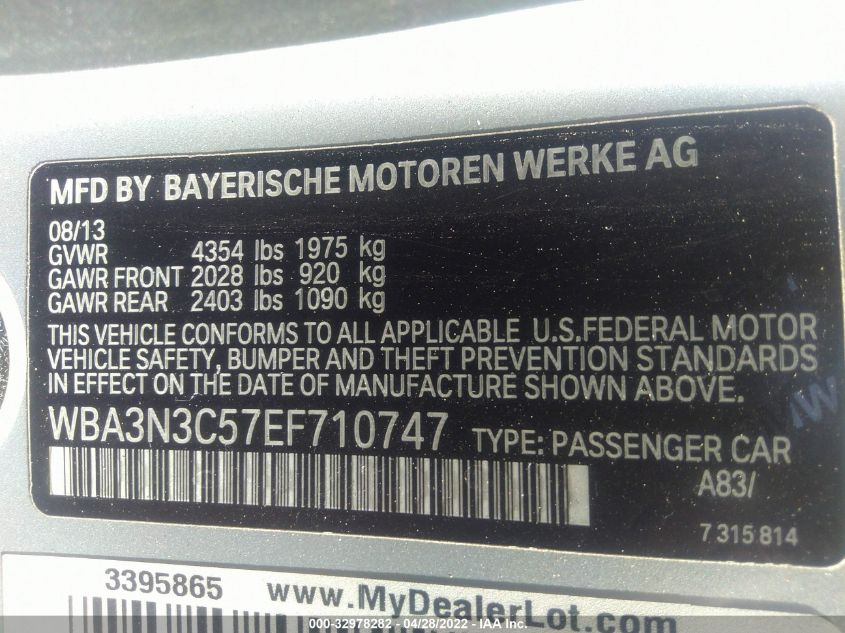 MFD BY BAYERISCHE MOTOREN WERKE AG
08/13
GVWR 4354 lbs 1975 kg
GAWR FRONT 2028 lbs 920 kg
GAWR REAR 2403 lbs 1090 kg
THIS VEHICLE CONFORMS TO ALL APPLICABLE U.S.FEDERAL MOTOR
VEHICLE SAFETY, BUMPER AND THEFT PREVENTION STANDARDS
IN EFFECT ON THE DATE OF MANUFACTURE SHOWN ABOVE.
WBA3N3C57EF710747 TYPE: PASSENGER CAR
A83/
7 315 814
3395865 www.MyDealerLot.com
000-32978282 - 04/28/2022 - IAA Inc.